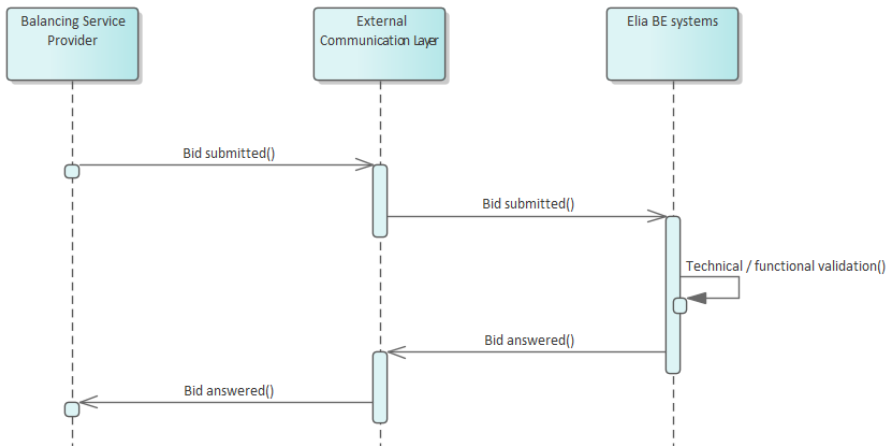 Balancing Service
Provider
External
Communication Layer
Elia BE systems
Bid submitted()
Bid submitted()
Technical / functional validation()
Bid answered()
Bid answered()